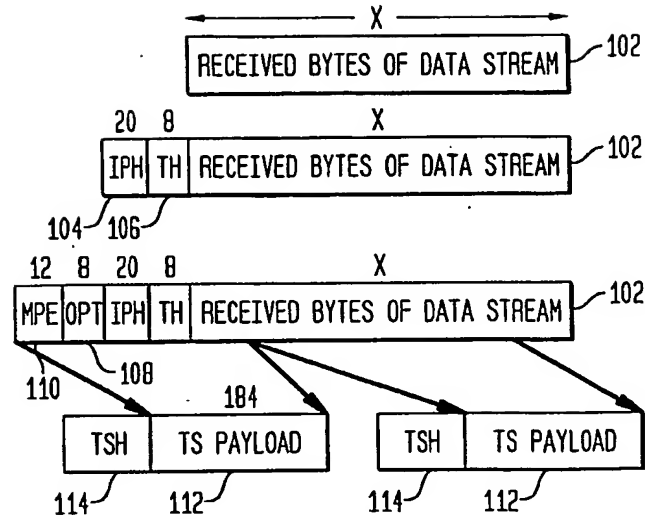 X
RECEIVED BYTES OF DATA STREAM 102
20 8 X
IPH TH RECEIVED BYTES OF DATA STREAM 102
104 106
12 8 20 8 X
MPE OPT IPH TH RECEIVED BYTES OF DATA STREAM 102
110 108
184
TSH TS PAYLOAD TSH TS PAYLOAD
114 112 114 112